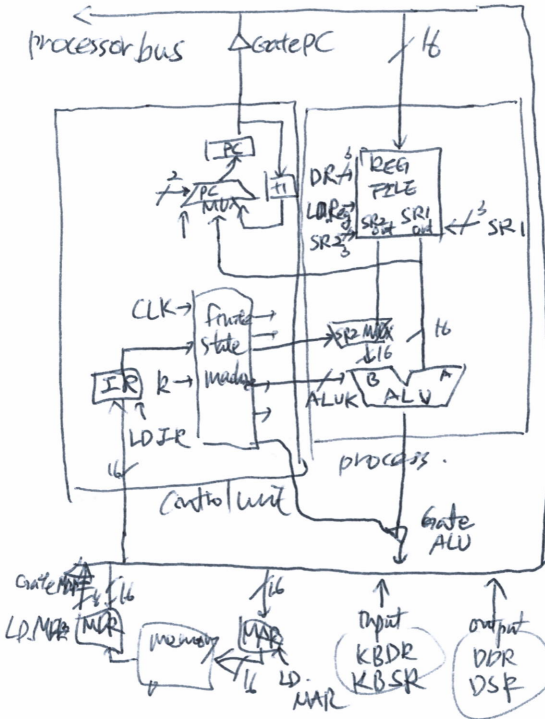 processor bus
GatePC
16
PC
2
PC
MUX
+1
REG
FILE
DR
3
LD.Reg
SR2
3
SR2
out
SR1
out
3
SR1
CLK
finite
state
R
IR
LD IR
16
SR2 MUX
16
16
ALUK
B
A
ALU
process.
Control unit
Gate
ALU
GateMDR
16
LD.MDR
MDR
memory
16
MAR
16
LD.
MAR
Input
KBDR
KBSR
output
DDR
DSR